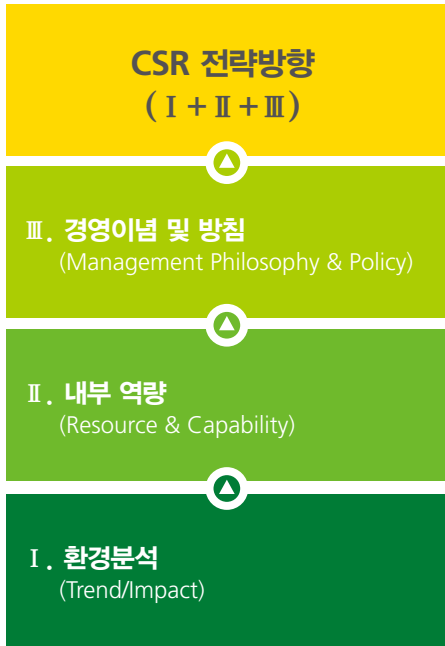 CSR 전략방향
(Ⅰ+Ⅱ+Ⅲ)
Ⅲ. 경영이념 및 방침
(Management Philosophy & Policy)
Ⅱ. 내부 역량
(Resource & Capability)
Ⅰ. 환경분석
(Trend/Impact)